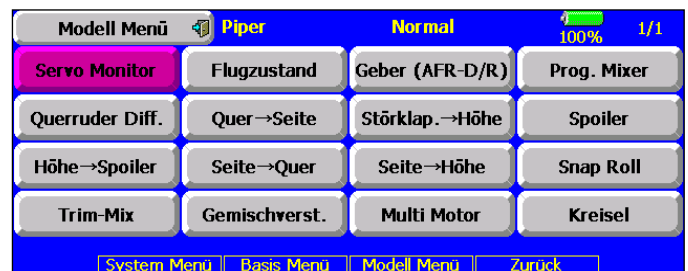 Modell Menü Piper Normal 100% 1/1
Servo Monitor Flugzustand Geber (AFR-D/R) Prog. Mixer
Querruder Diff. Quer→Seite Störklap.→Höhe Spoiler
Höhe→Spoiler Seite→Quer Seite→Höhe Snap Roll
Trim-Mix Gemischverst. Multi Motor Kreisel
System Menü Basis Menü Modell Menü Zurück